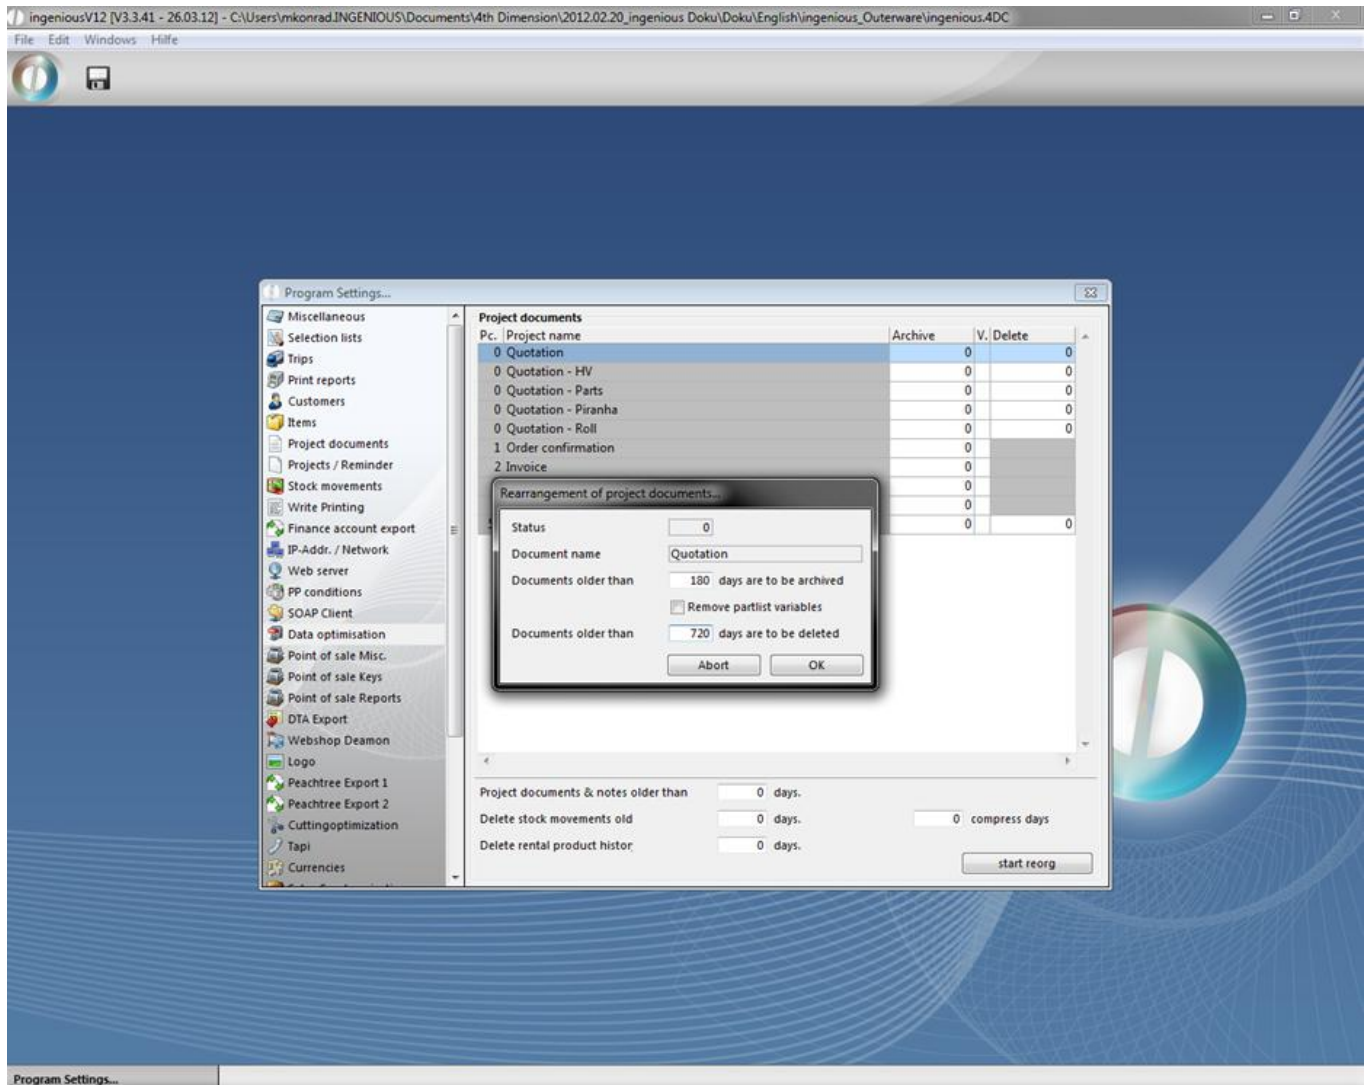 ingeniousV12 [V3.3.41 - 26.03.12] - C:\Users\mkonrad.INGENIOUS\Documents\4th Dimension\2012.02.20_ingenious Doku\Doku\English\ingenious_Outerware\ingenious.4DC
File Edit Windows Hilfe
Program Settings...
Miscellaneous
Selection lists
Trips
Print reports
Customers
Items
Project documents
Projects / Reminder
Stock movements
Write Printing
Finance account export
IP-Addr. / Network
Web server
PP conditions
SOAP Client
Data optimisation
Point of sale Misc.
Point of sale Keys
Point of sale Reports
DTA Export
Webshop Deamon
Logo
Peachtree Export 1
Peachtree Export 2
Cuttingoptimization
Tapi
Currencies
Project documents
Pc. Project name Archive V. Delete
0 Quotation 0 0
0 Quotation - HV 0 0
0 Quotation - Parts 0 0
0 Quotation - Piranha 0 0
0 Quotation - Roll 0 0
1 Order confirmation 0
2 Invoice 0
0
0
0 0
Rearrangement of project documents...
Status 0
Document name Quotation
Documents older than 180 days are to be archived
Remove partlist variables
Documents older than 720 days are to be deleted
Abort OK
Project documents & notes older than 0 days.
Delete stock movements old 0 days. 0 compress days
Delete rental product histor 0 days.
start reorg
Program Settings...